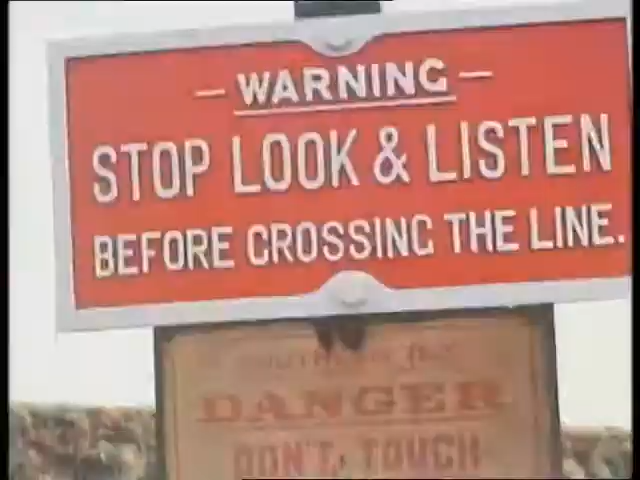 — WARNING —
STOP LOOK & LISTEN
BEFORE CROSSING THE LINE.
DANGER
DON'T TOUCH